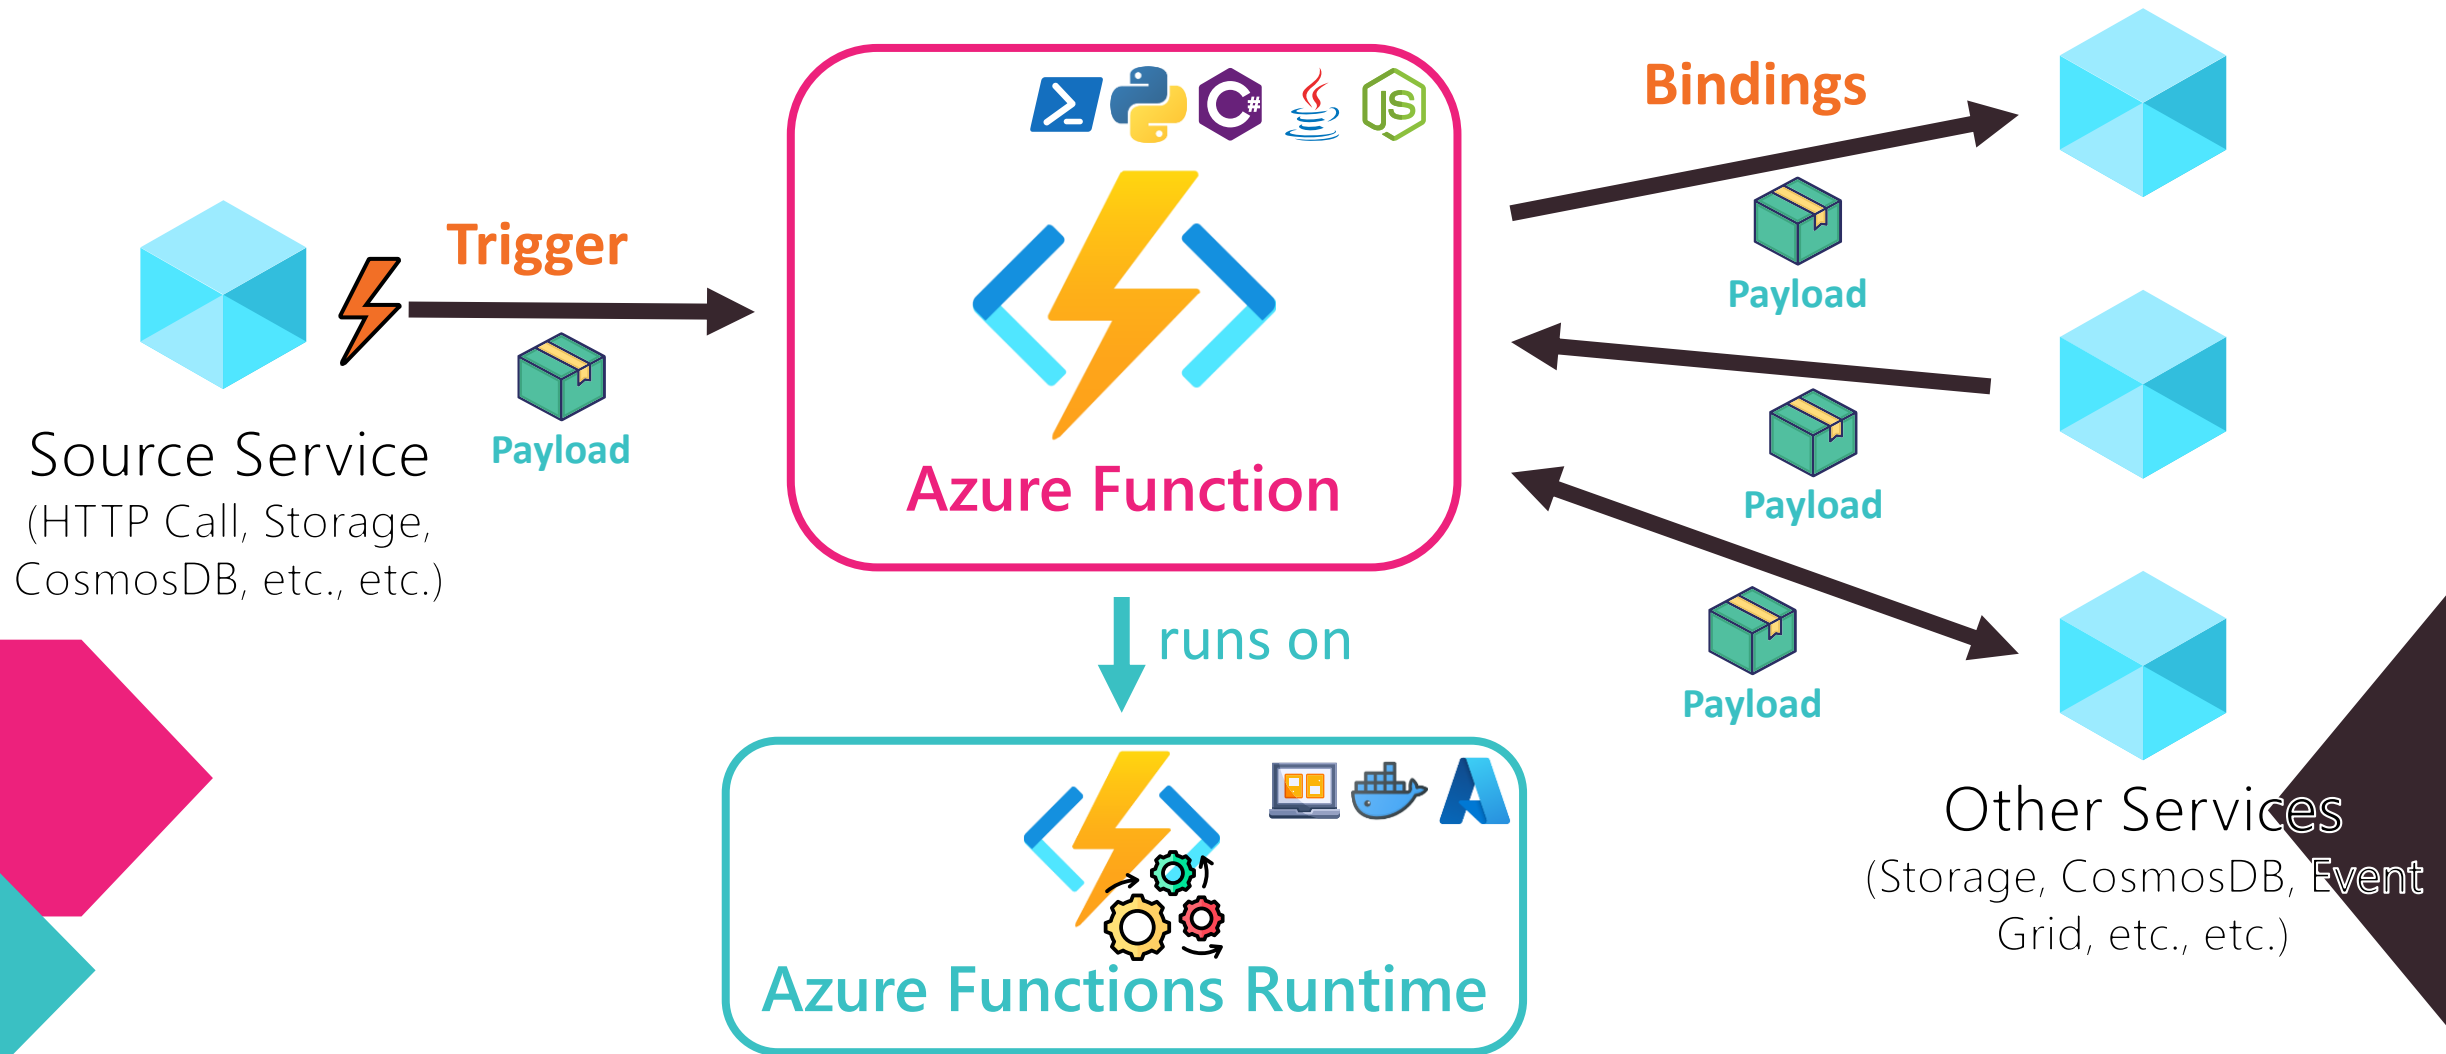 Trigger
Payload
Source Service
(HTTP Call, Storage,
CosmosDB, etc., etc.)
C#
JS
Azure Function
runs on
Azure Functions Runtime
Bindings
Payload
Payload
Payload
Other Services
(Storage, CosmosDB, Event
Grid, etc., etc.)